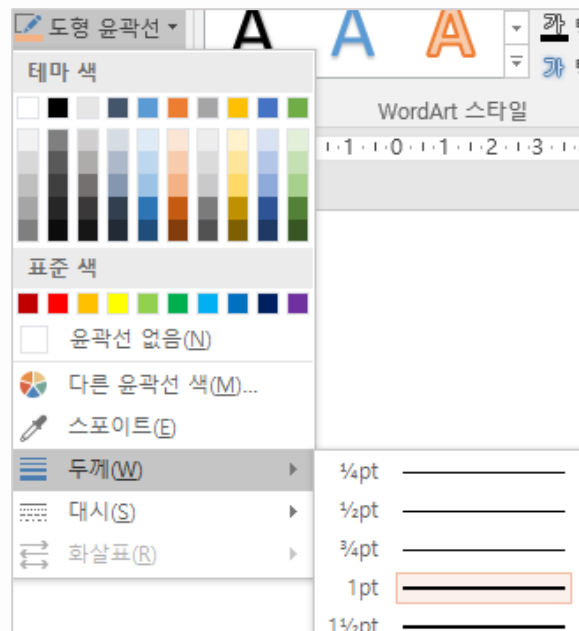 도형 윤곽선
A A A 가
가
테마 색
WordArt 스타일
1 0 1 2 3
표준 색
윤곽선 없음(N)
다른 윤곽선 색(M)...
스포이트(E)
두께(W)
¼pt
대시(S)
½pt
화살표(R)
¾pt
1pt
1½pt